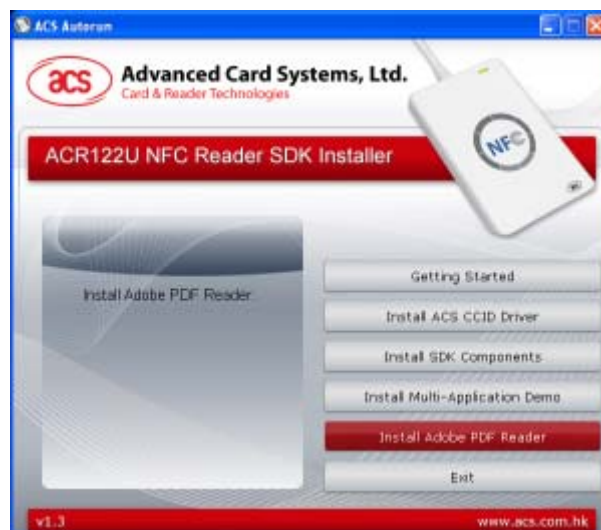 ACS Autorun
acs
Advanced Card Systems, Ltd.
Card & Reader Technologies
NFC
ACR122U NFC Reader SDK Installer
Install Adobe PDF Reader.
Getting Started
Install ACS CCID Driver
Install SDK Components
Install Multi-Application Demo
Install Adobe PDF Reader
Exit
v1.3
www.acs.com.hk